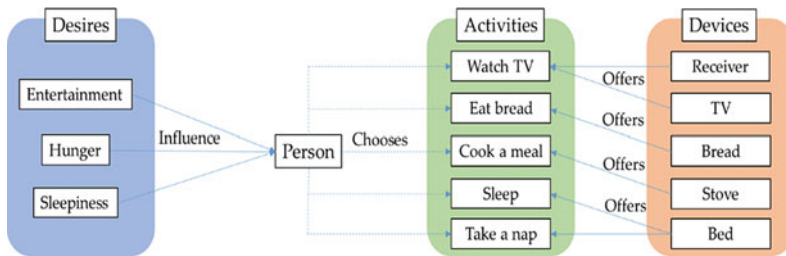 Desires
Activities
Devices
Entertainment
Hunger
Sleepiness
Influence
Person
Chooses
Watch TV
Eat bread
Cook a meal
Sleep
Take a nap
Offers
Offers
Offers
Offers
Receiver
TV
Bread
Stove
Bed